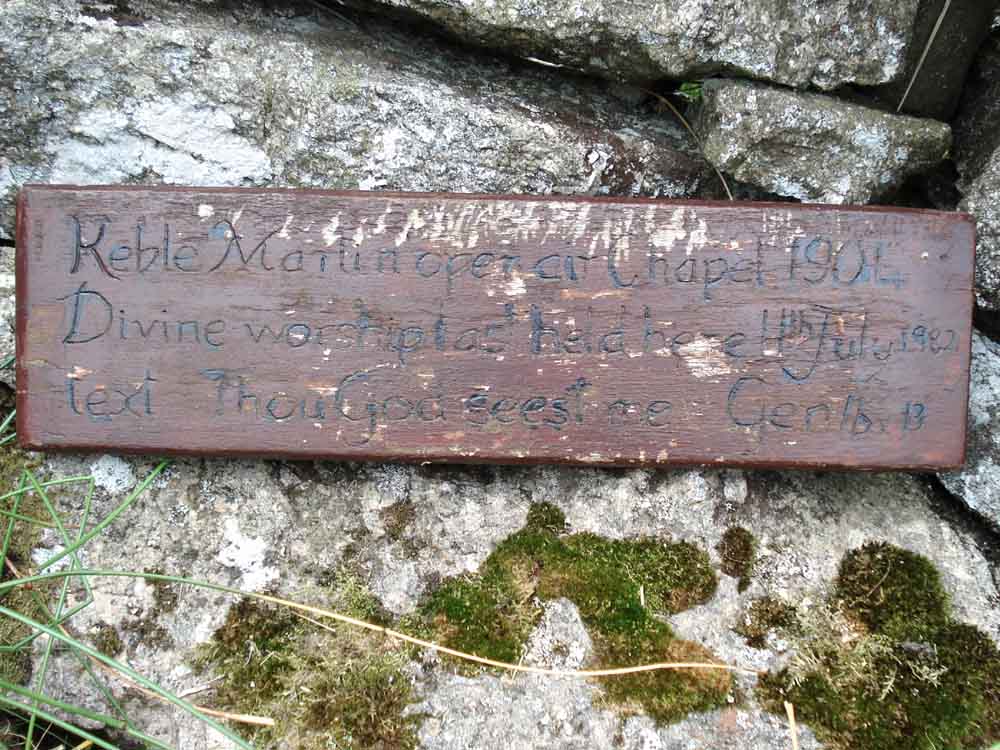 Keble Martin open air Chapel 1904
Divine worship last held here 4th July 1982
text Thou God seest me Gen 16. 13